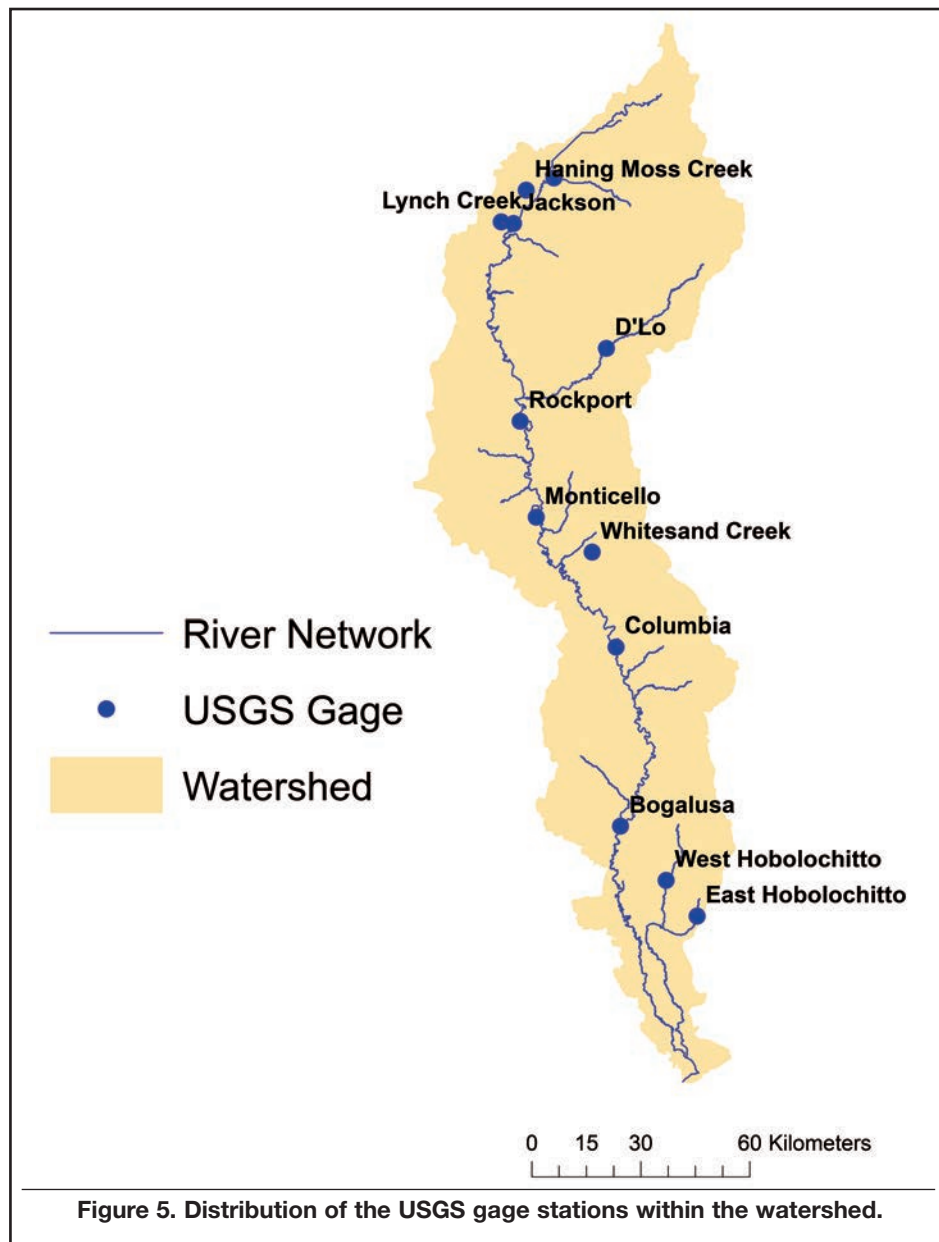 Haning Moss Creek
Lynch Creek
Jackson
D'Lo
Rockport
Monticello
Whitesand Creek
Columbia
River Network
USGS Gage
Watershed
Bogalusa
West Hobolochitto
East Hobolochitto
0 15 30 60 Kilometers
Figure 5. Distribution of the USGS gage stations within the watershed.